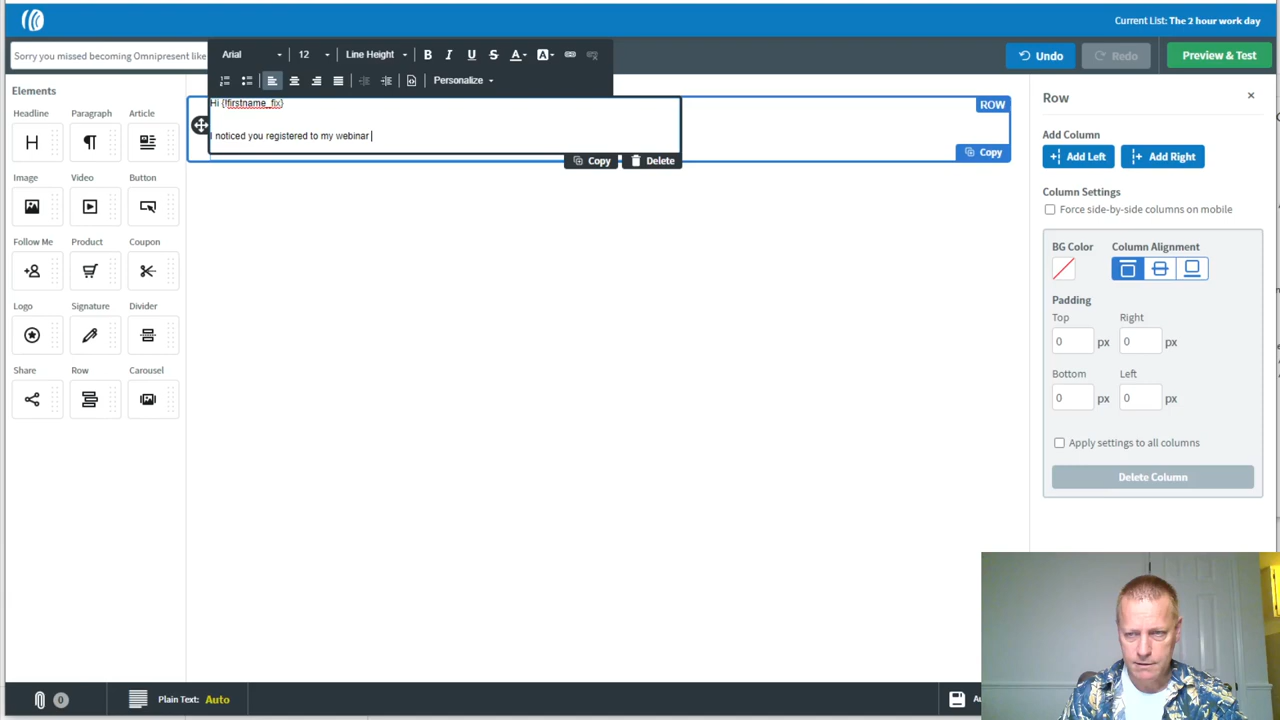 Current List: The 2 hour work day
Sorry you missed becoming Omnipresent like
Arial 12 Line Height B I U S A A
Undo Redo Preview & Test
Personalize
Elements
Headline Paragraph Article
H
Image Video Button
Follow Me Product Coupon
Logo Signature Divider
Share Row Carousel
Hi {!firstname_fix}
I noticed you registered to my webinar
ROW
Copy
Copy Delete
Row
Add Column
Add Left Add Right
Column Settings
Force side-by-side columns on mobile
BG Color Column Alignment
Padding
Top Right
0 px 0 px
Bottom Left
0 px 0 px
Apply settings to all columns
Delete Column
0 Plain Text: Auto